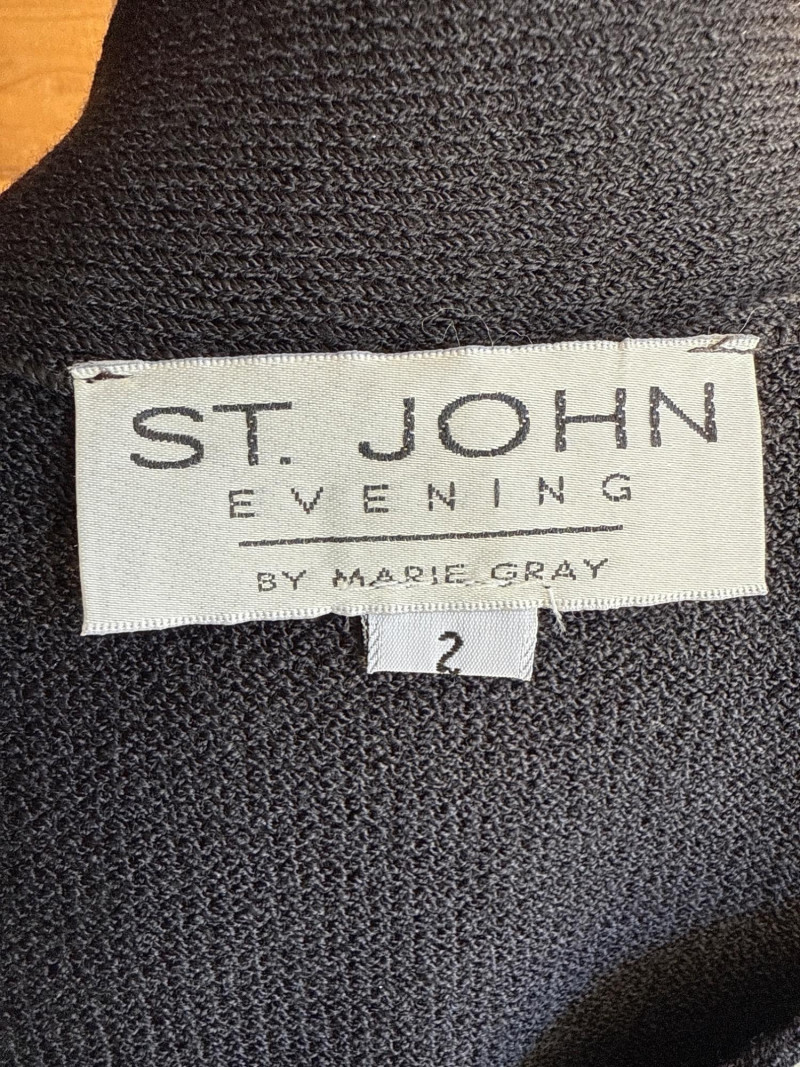 ST. JOHN
EVENING
BY MARIE GRAY
2